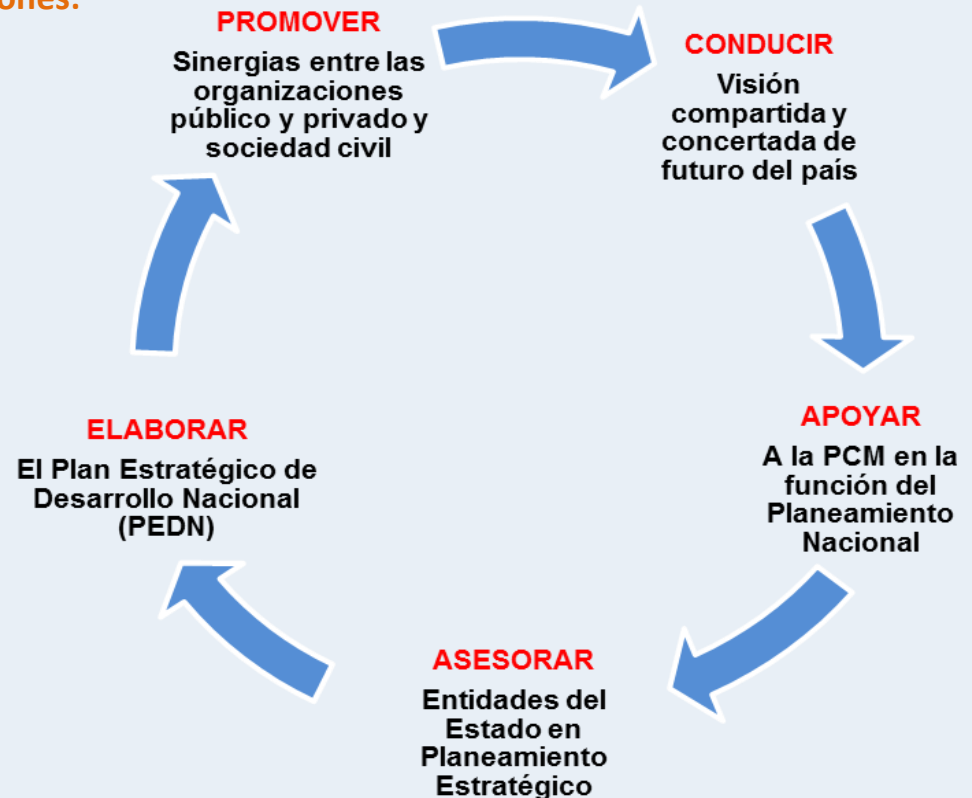 ones:
PROMOVER
Sinergias entre las
organizaciones
público y privado y
sociedad civil
CONDUCIR
Visión
compartida y
concertada de
futuro del país
APOYAR
A la PCM en la
función del
Planeamiento
Nacional
ASESORAR
Entidades del
Estado en
Planeamiento
Estratégico
ELABORAR
El Plan Estratégico de
Desarrollo Nacional
(PEDN)